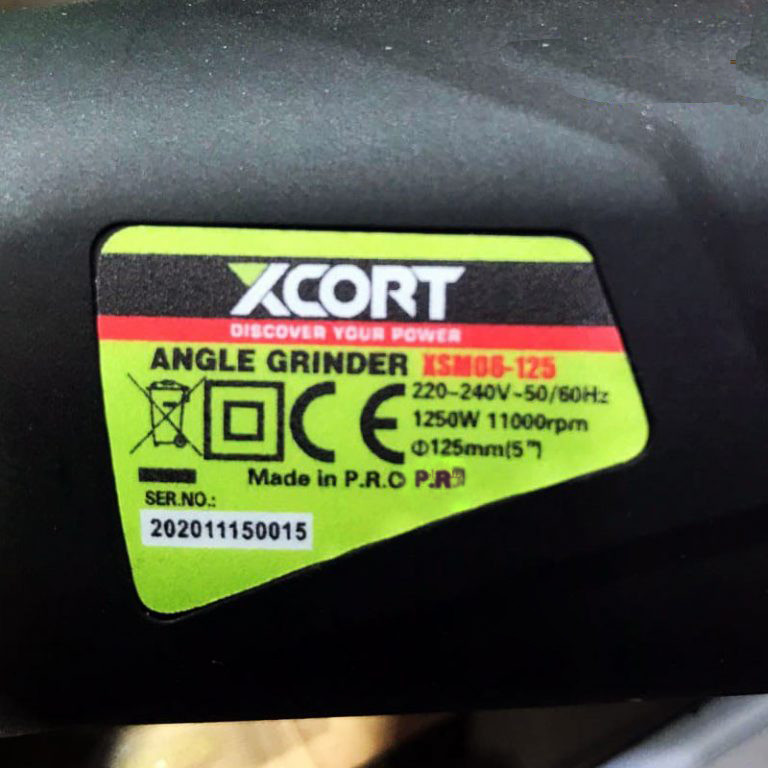 XCORT
DISCOVER YOUR POWER
ANGLE GRINDER XSM06-125
220~240V~50/60Hz
1250W 11000rpm
Φ125mm(5")
CE
Made in P.R.C
SER.NO.:
202011150015